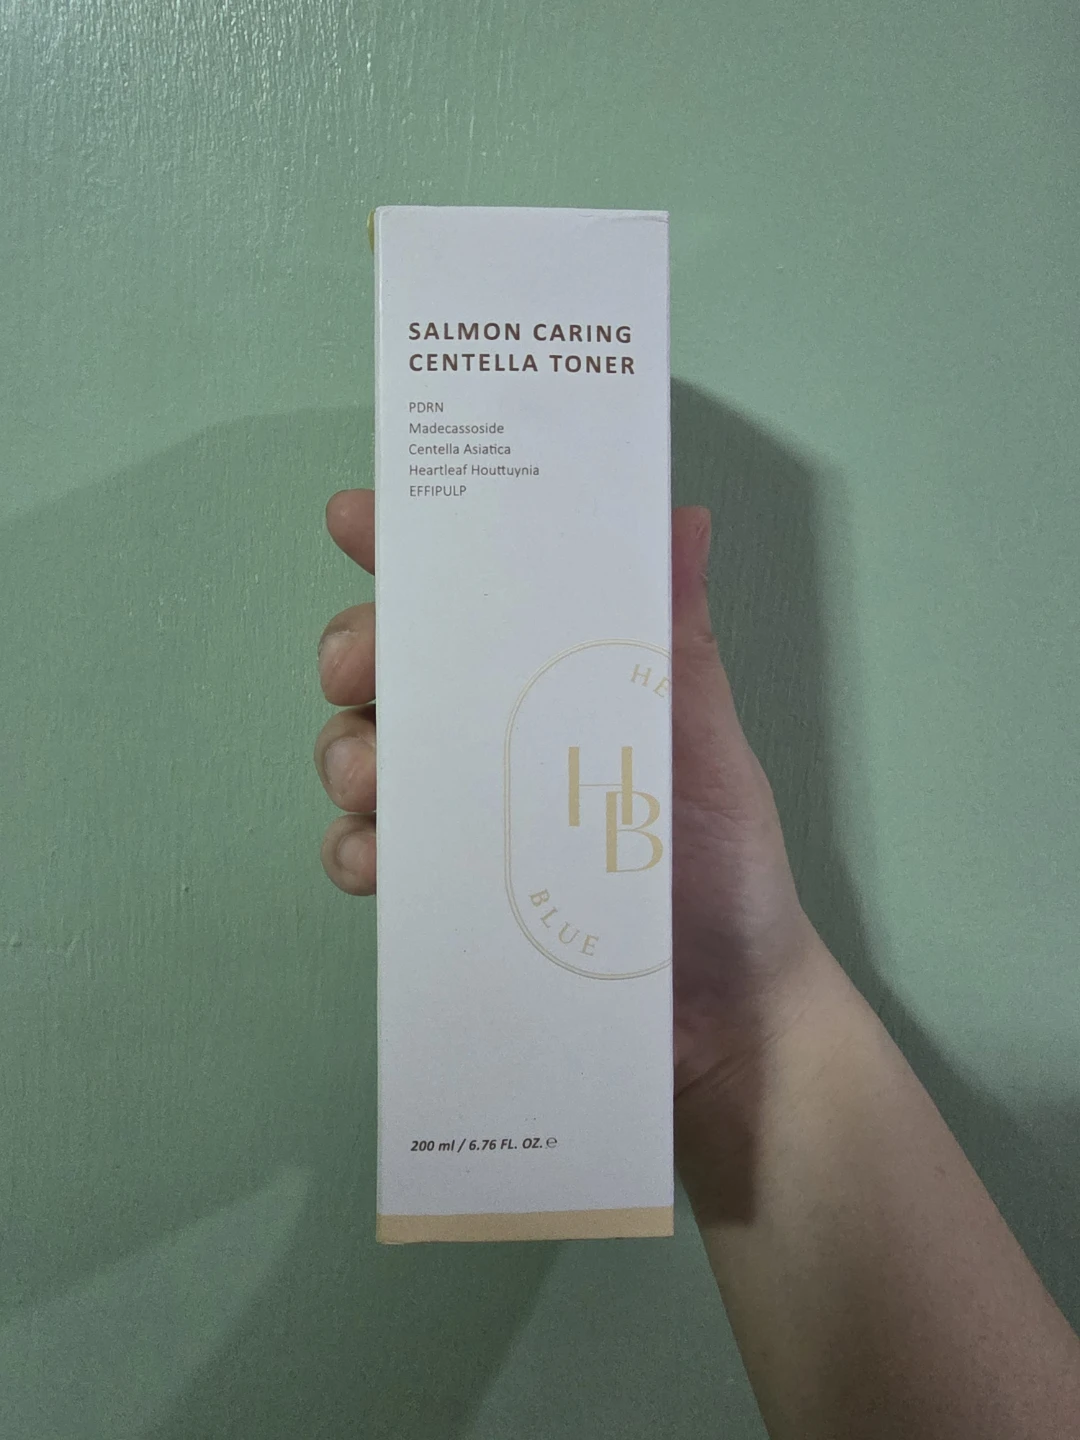 SALMON CARING
CENTELLA TONER
PDRN
Madecassoside
Centella Asiatica
Heartleaf Houttuynia
EFFIPULP
HB
BLUE
200 ml / 6.76 FL. OZ. ℮